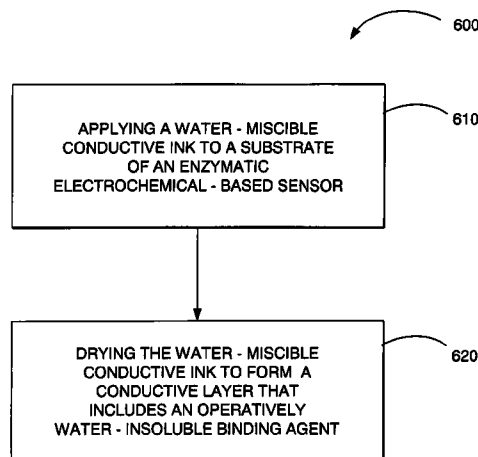 600
610
APPLYING A WATER - MISCIBLE
CONDUCTIVE INK TO A SUBSTRATE
OF AN ENZYMATIC
ELECTROCHEMICAL - BASED SENSOR
620
DRYING THE WATER - MISCIBLE
CONDUCTIVE INK TO FORM A
CONDUCTIVE LAYER THAT
INCLUDES AN OPERATIVELY
WATER - INSOLUBLE BINDING AGENT